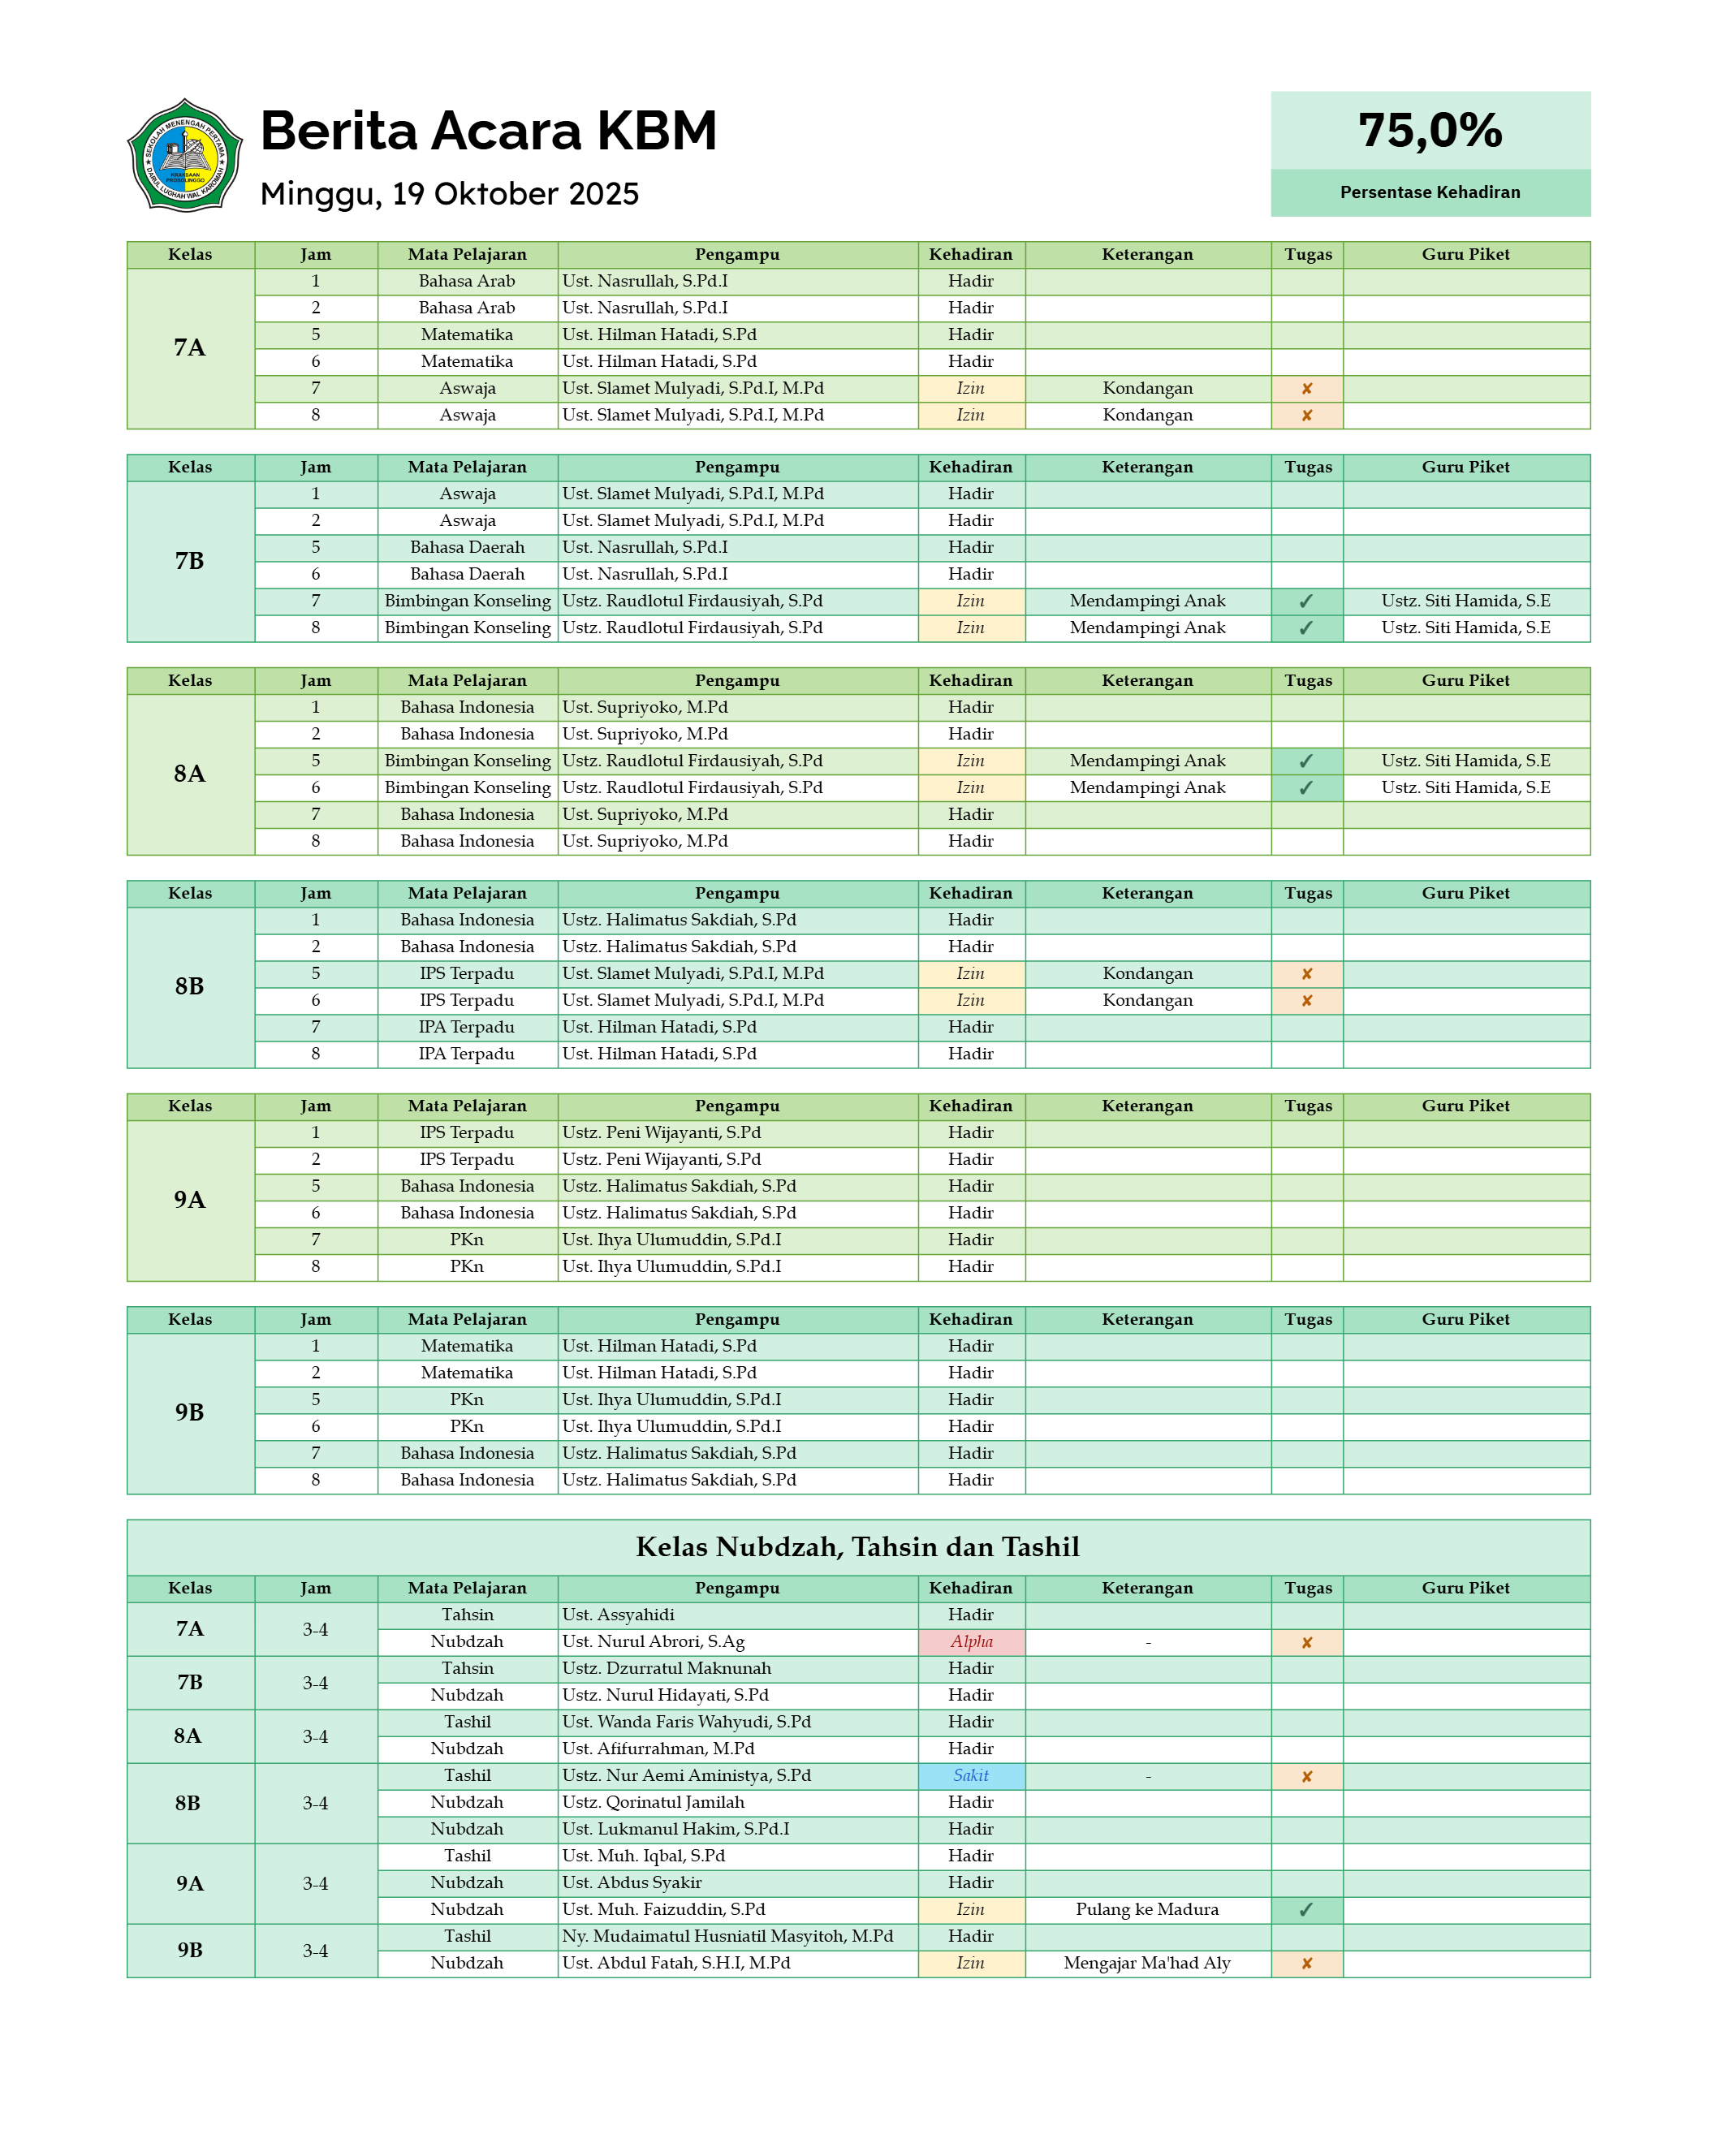 SEKOLAH MENENGAH PERTAMA
KRAKSAAN
PROBOLINGGO
DARUL LUGHAH WAL KAROMAH
Berita Acara KBM
Minggu, 19 Oktober 2025
75,0%
Persentase Kehadiran
Kelas Jam Mata Pelajaran Pengampu Kehadiran Keterangan Tugas Guru Piket
7A
1 Bahasa Arab Ust. Nasrullah, S.Pd.I Hadir
2 Bahasa Arab Ust. Nasrullah, S.Pd.I Hadir
5 Matematika Ust. Hilman Hatadi, S.Pd Hadir
6 Matematika Ust. Hilman Hatadi, S.Pd Hadir
7 Aswaja Ust. Slamet Mulyadi, S.Pd.I, M.Pd Izin Kondangan ✘
8 Aswaja Ust. Slamet Mulyadi, S.Pd.I, M.Pd Izin Kondangan ✘
Kelas Jam Mata Pelajaran Pengampu Kehadiran Keterangan Tugas Guru Piket
7B
1 Aswaja Ust. Slamet Mulyadi, S.Pd.I, M.Pd Hadir
2 Aswaja Ust. Slamet Mulyadi, S.Pd.I, M.Pd Hadir
5 Bahasa Daerah Ust. Nasrullah, S.Pd.I Hadir
6 Bahasa Daerah Ust. Nasrullah, S.Pd.I Hadir
7 Bimbingan Konseling Ustz. Raudlotul Firdausiyah, S.Pd Izin Mendampingi Anak ✓ Ustz. Siti Hamida, S.E
8 Bimbingan Konseling Ustz. Raudlotul Firdausiyah, S.Pd Izin Mendampingi Anak ✓ Ustz. Siti Hamida, S.E
Kelas Jam Mata Pelajaran Pengampu Kehadiran Keterangan Tugas Guru Piket
8A
1 Bahasa Indonesia Ust. Supriyoko, M.Pd Hadir
2 Bahasa Indonesia Ust. Supriyoko, M.Pd Hadir
5 Bimbingan Konseling Ustz. Raudlotul Firdausiyah, S.Pd Izin Mendampingi Anak ✓ Ustz. Siti Hamida, S.E
6 Bimbingan Konseling Ustz. Raudlotul Firdausiyah, S.Pd Izin Mendampingi Anak ✓ Ustz. Siti Hamida, S.E
7 Bahasa Indonesia Ust. Supriyoko, M.Pd Hadir
8 Bahasa Indonesia Ust. Supriyoko, M.Pd Hadir
Kelas Jam Mata Pelajaran Pengampu Kehadiran Keterangan Tugas Guru Piket
8B
1 Bahasa Indonesia Ustz. Halimatus Sakdiah, S.Pd Hadir
2 Bahasa Indonesia Ustz. Halimatus Sakdiah, S.Pd Hadir
5 IPS Terpadu Ust. Slamet Mulyadi, S.Pd.I, M.Pd Izin Kondangan ✘
6 IPS Terpadu Ust. Slamet Mulyadi, S.Pd.I, M.Pd Izin Kondangan ✘
7 IPA Terpadu Ust. Hilman Hatadi, S.Pd Hadir
8 IPA Terpadu Ust. Hilman Hatadi, S.Pd Hadir
Kelas Jam Mata Pelajaran Pengampu Kehadiran Keterangan Tugas Guru Piket
9A
1 IPS Terpadu Ustz. Peni Wijayanti, S.Pd Hadir
2 IPS Terpadu Ustz. Peni Wijayanti, S.Pd Hadir
5 Bahasa Indonesia Ustz. Halimatus Sakdiah, S.Pd Hadir
6 Bahasa Indonesia Ustz. Halimatus Sakdiah, S.Pd Hadir
7 PKn Ust. Ihya Ulumuddin, S.Pd.I Hadir
8 PKn Ust. Ihya Ulumuddin, S.Pd.I Hadir
Kelas Jam Mata Pelajaran Pengampu Kehadiran Keterangan Tugas Guru Piket
9B
1 Matematika Ust. Hilman Hatadi, S.Pd Hadir
2 Matematika Ust. Hilman Hatadi, S.Pd Hadir
5 PKn Ust. Ihya Ulumuddin, S.Pd.I Hadir
6 PKn Ust. Ihya Ulumuddin, S.Pd.I Hadir
7 Bahasa Indonesia Ustz. Halimatus Sakdiah, S.Pd Hadir
8 Bahasa Indonesia Ustz. Halimatus Sakdiah, S.Pd Hadir
Kelas Nubdzah, Tahsin dan Tashil
Kelas Jam Mata Pelajaran Pengampu Kehadiran Keterangan Tugas Guru Piket
7A 3-4
Tahsin Ust. Assyahidi Hadir
Nubdzah Ust. Nurul Abrori, S.Ag Alpha - ✘
7B 3-4
Tahsin Ustz. Dzurratul Maknunah Hadir
Nubdzah Ustz. Nurul Hidayati, S.Pd Hadir
8A 3-4
Tashil Ust. Wanda Faris Wahyudi, S.Pd Hadir
Nubdzah Ust. Afifurrahman, M.Pd Hadir
8B 3-4
Tashil Ustz. Nur Aemi Aministya, S.Pd Sakit - ✘
Nubdzah Ustz. Qorinatul Jamilah Hadir
Nubdzah Ust. Lukmanul Hakim, S.Pd.I Hadir
9A 3-4
Tashil Ust. Muh. Iqbal, S.Pd Hadir
Nubdzah Ust. Abdus Syakir Hadir
Nubdzah Ust. Muh. Faizuddin, S.Pd Izin Pulang ke Madura ✓
9B 3-4
Tashil Ny. Mudaimatul Husniatil Masyitoh, M.Pd Hadir
Nubdzah Ust. Abdul Fatah, S.H.I, M.Pd Izin Mengajar Ma'had Aly ✘